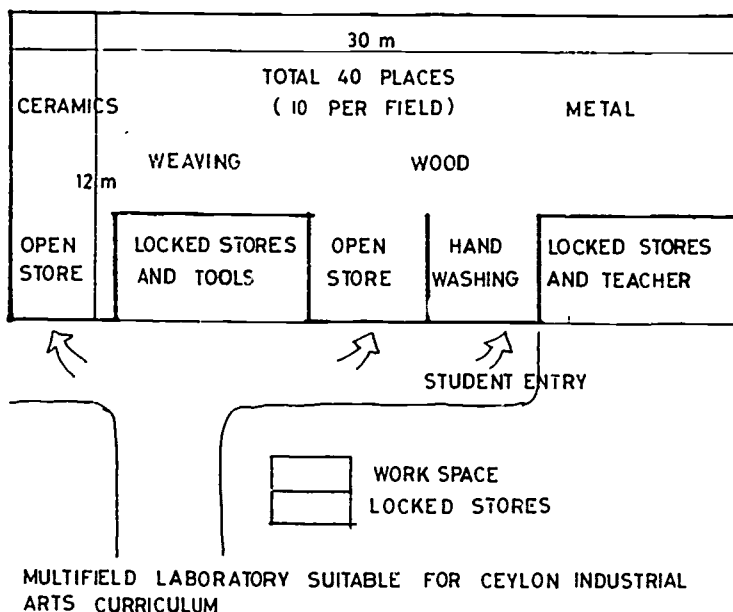 30 m
TOTAL 40 PLACES
( 10 PER FIELD)
CERAMICS
METAL
WEAVING
WOOD
12 m
OPEN
STORE
LOCKED STORES
AND TOOLS
OPEN
STORE
HAND
WASHING
LOCKED STORES
AND TEACHER
STUDENT ENTRY
WORK SPACE
LOCKED STORES
MULTIFIELD LABORATORY SUITABLE FOR CEYLON INDUSTRIAL
ARTS CURRICULUM